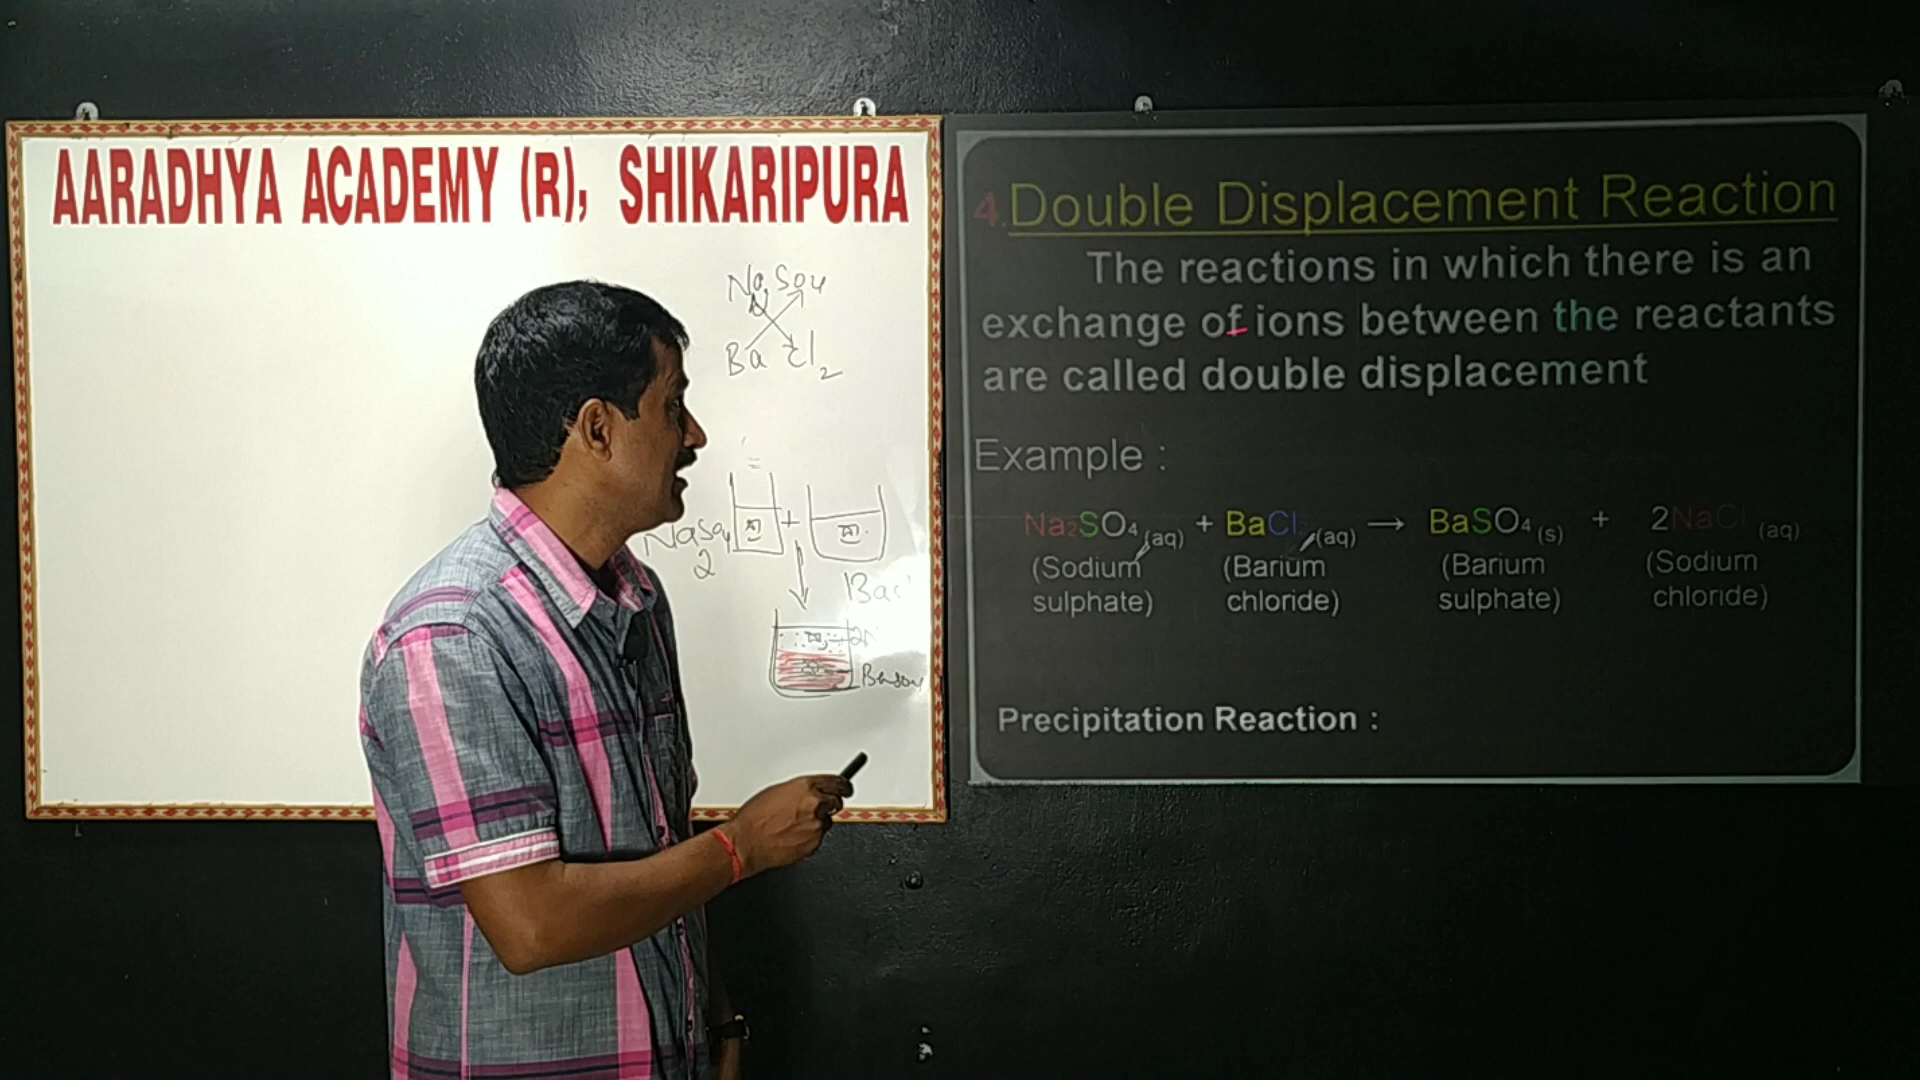 AARADHYA ACADEMY (R), SHIKARIPURA
Na2SO4
BaCl2
+
Na2SO4
BaSO4
4.Double Displacement Reaction
The reactions in which there is an
exchange of ions between the reactants
are called double displacement
Example :
Na2SO4 (aq) + BaCl2 (aq) → BaSO4 (s) + 2NaCl (aq)
(Sodium (Barium (Barium (Sodium
sulphate) chloride) sulphate) chloride)
Precipitation Reaction :